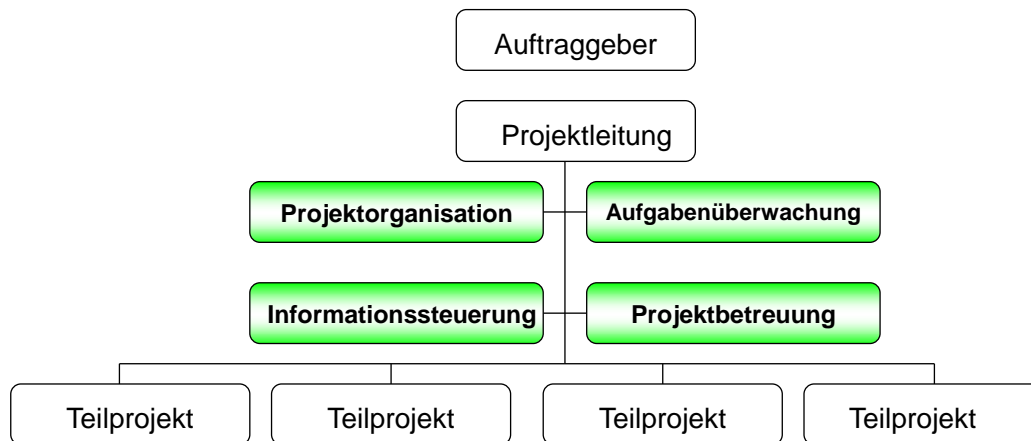 Auftraggeber
Projektleitung
Projektorganisation
Aufgabenüberwachung
Informationssteuerung
Projektbetreuung
Teilprojekt
Teilprojekt
Teilprojekt
Teilprojekt